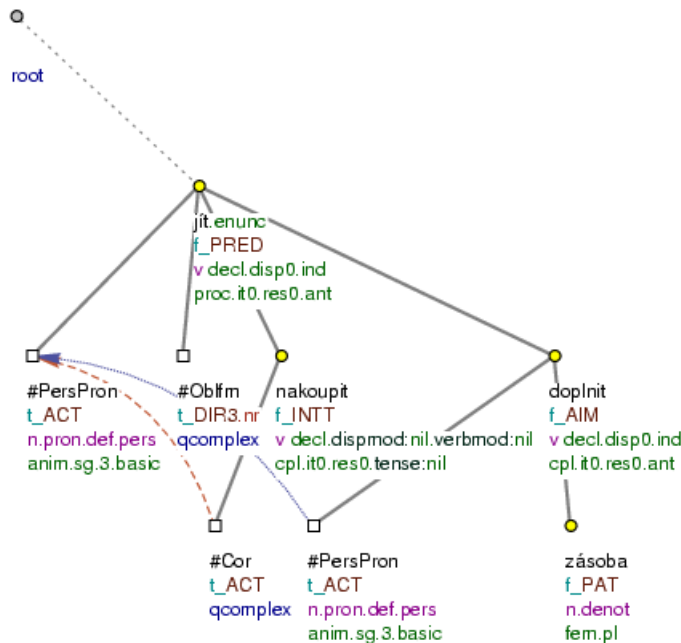 root
jít.enunc
f_PRED
v decl.disp0.ind
proc.it0.res0.ant
#PersPron
t_ACT
n.pron.def.pers
anim.sg.3.basic
#Oblfm
t_DIR3.nr
qcomplex
nakoupit
f_INTT
v decl.dispmod:nil.verbmod:nil
cpl.it0.res0.tense:nil
doplnit
f_AIM
v decl.disp0.ind
cpl.it0.res0.ant
#Cor
t_ACT
qcomplex
#PersPron
t_ACT
n.pron.def.pers
anim.sg.3.basic
zásoba
f_PAT
n.denot
fem.pl